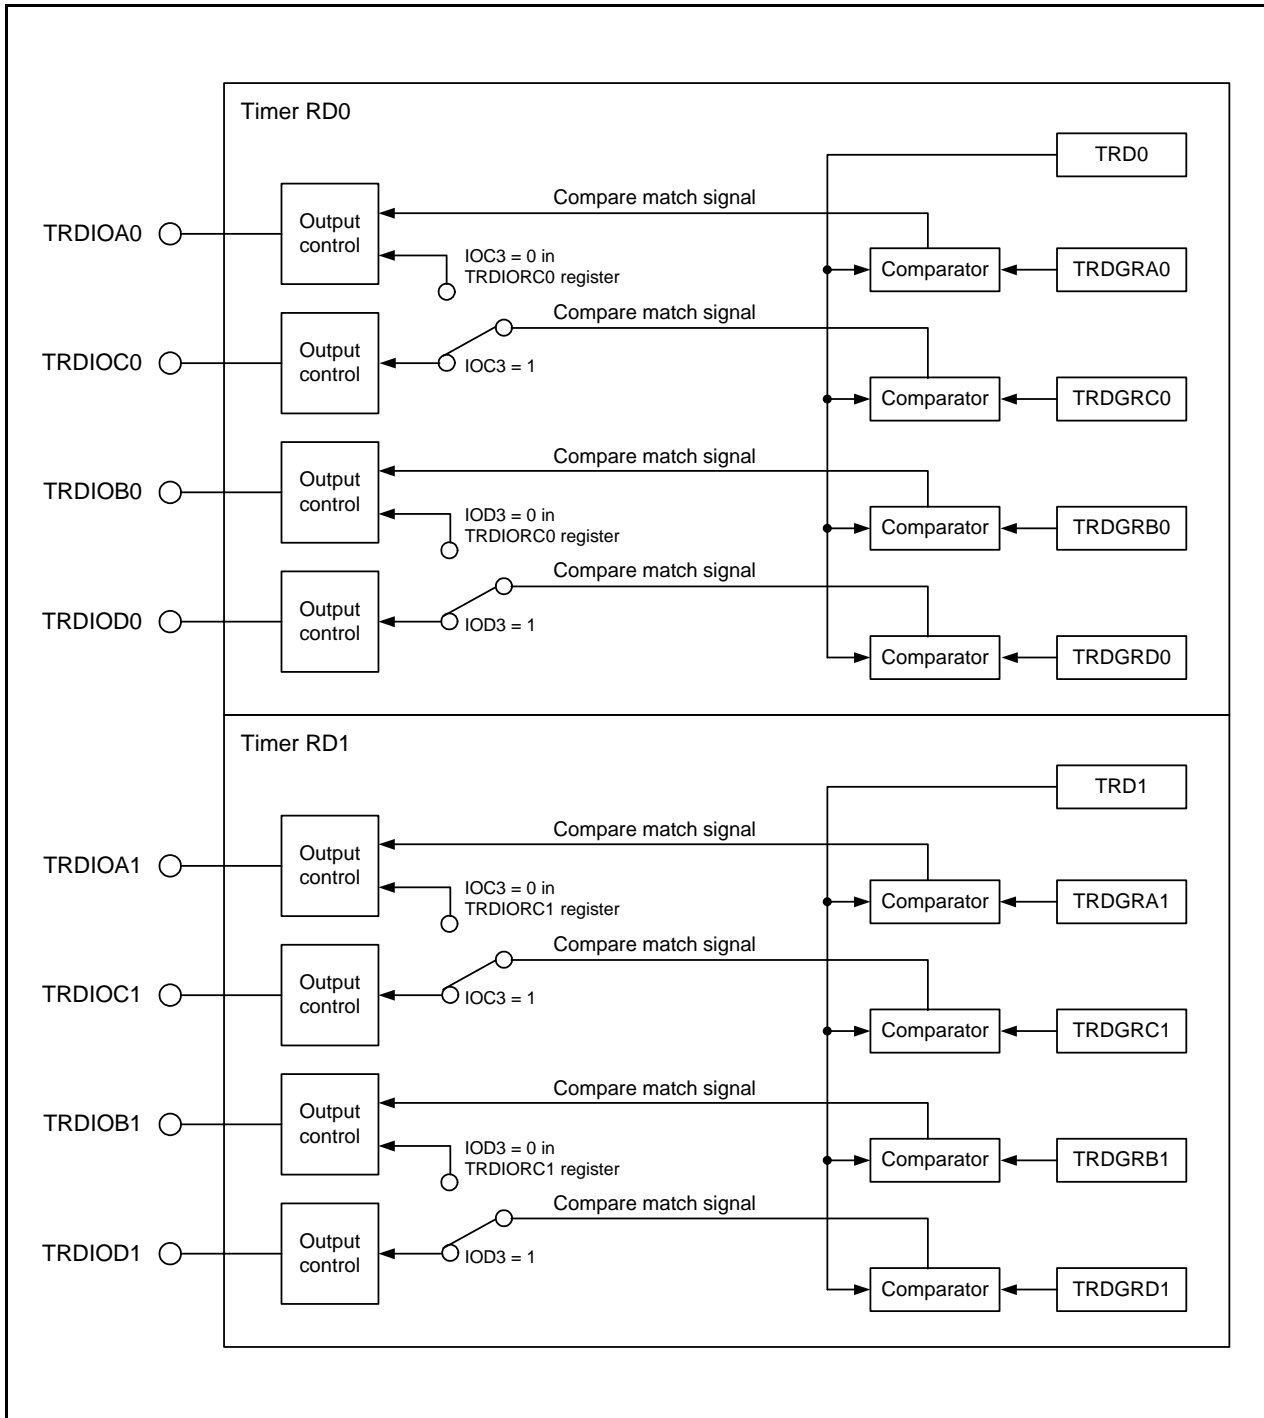 Timer RD0
TRD0
Compare match signal
TRDIOA0
Output
control
IOC3 = 0 in
TRDIORC0 register
Comparator
TRDGRA0
Compare match signal
TRDIOC0
Output
control
IOC3 = 1
Comparator
TRDGRC0
Compare match signal
TRDIOB0
Output
control
IOD3 = 0 in
TRDIORC0 register
Comparator
TRDGRB0
Compare match signal
TRDIOD0
Output
control
IOD3 = 1
Comparator
TRDGRD0
Timer RD1
TRD1
Compare match signal
TRDIOA1
Output
control
IOC3 = 0 in
TRDIORC1 register
Comparator
TRDGRA1
Compare match signal
TRDIOC1
Output
control
IOC3 = 1
Comparator
TRDGRC1
Compare match signal
TRDIOB1
Output
control
IOD3 = 0 in
TRDIORC1 register
Comparator
TRDGRB1
Compare match signal
TRDIOD1
Output
control
IOD3 = 1
Comparator
TRDGRD1